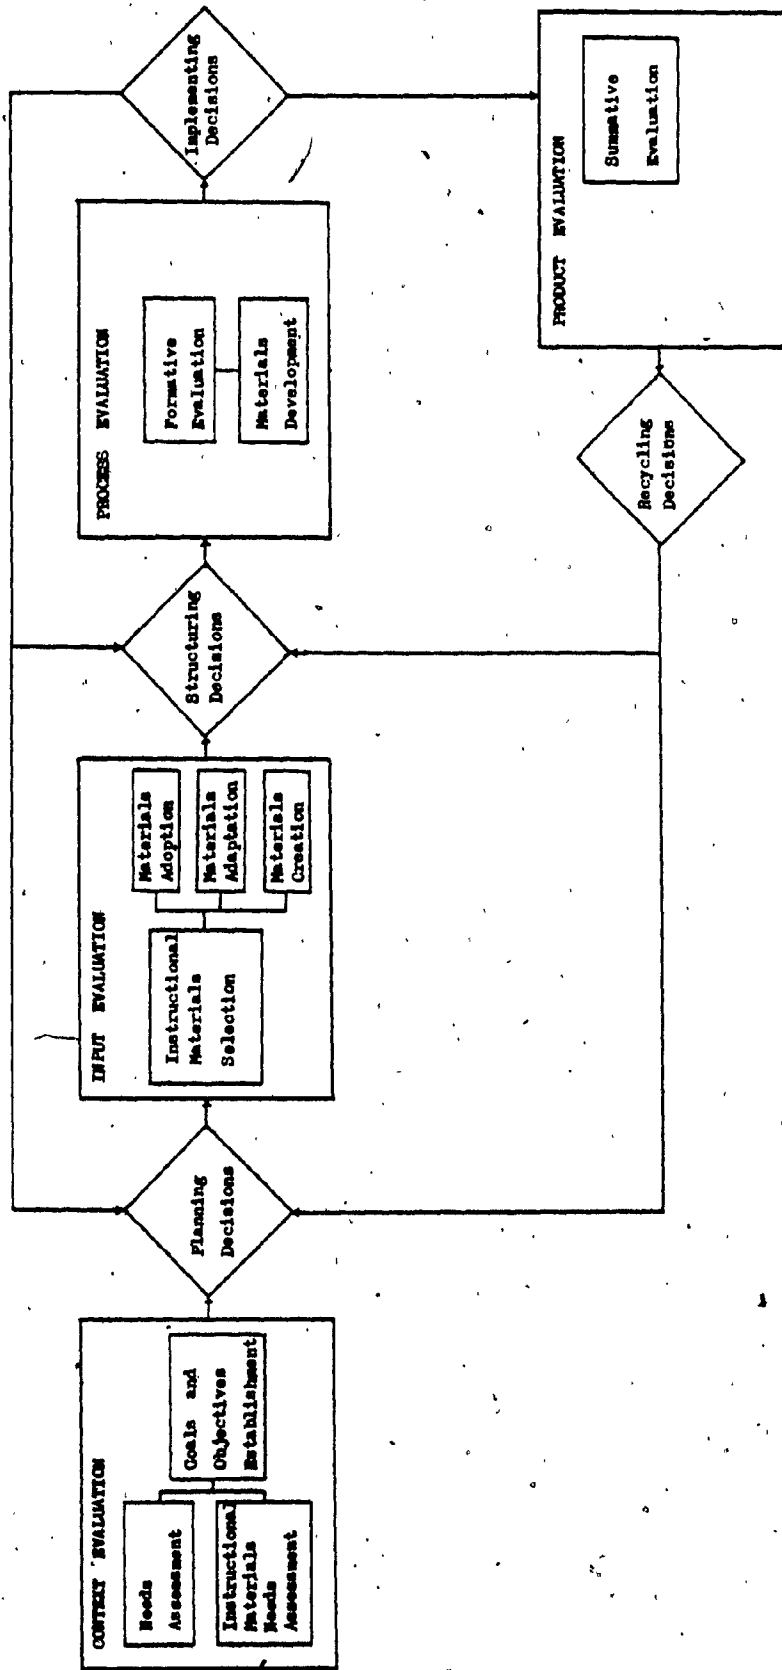 CONTEXT EVALUATION
Needs
Assessment
Instructional
Materials
Needs
Assessment
Goals and
Objectives
Establishment
Planning
Decisions
INPUT EVALUATION
Instructional
Materials
Selection
Materials
Adoption
Materials
Adaptation
Materials
Creation
Structuring
Decisions
PROCESS EVALUATION
Formative
Evaluation
Materials
Development
Implementing
Decisions
PRODUCT EVALUATION
Summative
Evaluation
Recycling
Decisions